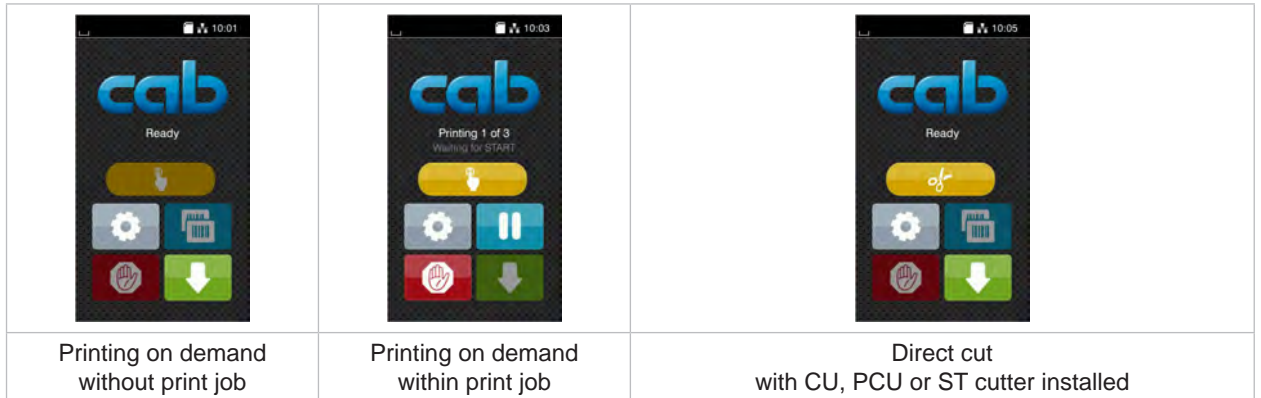 10:01
cab
Ready
10:03
cab
Printing 1 of 3
Waiting for START
10:05
cab
Ready
Printing on demand
without print job
Printing on demand
within print job
Direct cut
with CU, PCU or ST cutter installed